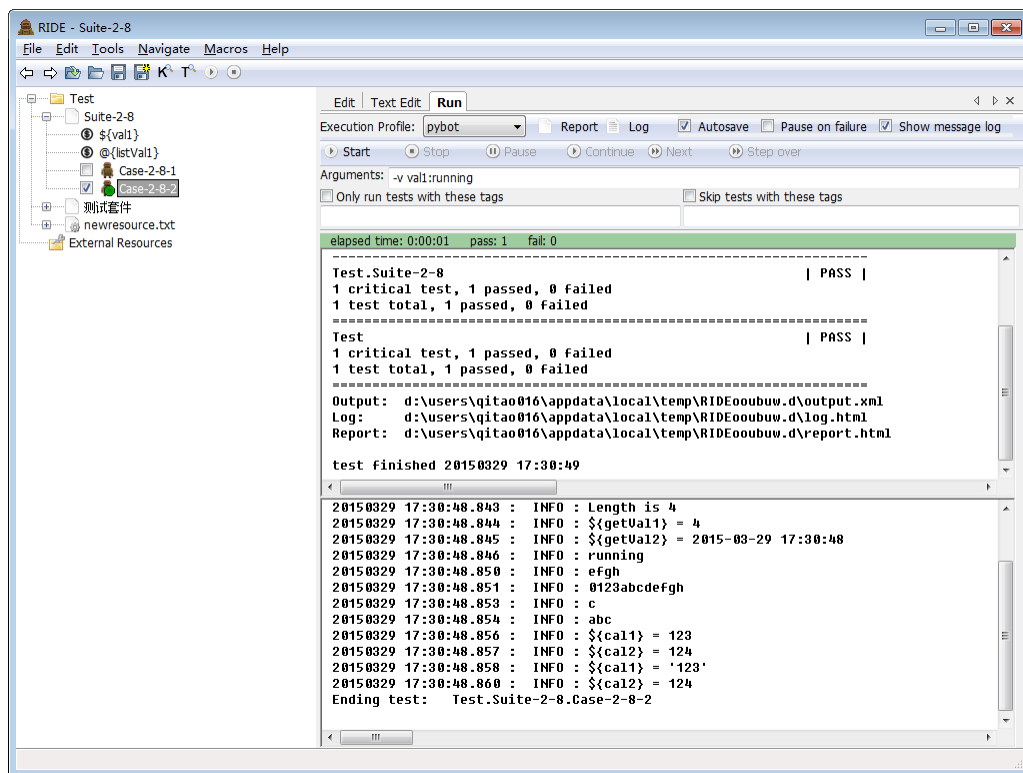 RIDE - Suite-2-8
File Edit Tools Navigate Macros Help
K T
Test
Suite-2-8
${val1}
@{listVal1}
Case-2-8-1
Case-2-8-2
测试套件
newresource.txt
External Resources
Edit Text Edit Run
Execution Profile: pybot Report Log Autosave Pause on failure Show message log
Start Stop Pause Continue Next Step over
Arguments: -v val1:running
Only run tests with these tags Skip tests with these tags
elapsed time: 0:00:01 pass: 1 fail: 0
------------------------------------------------------------------------------
Test.Suite-2-8 | PASS |
1 critical test, 1 passed, 0 failed
1 test total, 1 passed, 0 failed
==============================================================================
Test | PASS |
1 critical test, 1 passed, 0 failed
1 test total, 1 passed, 0 failed
==============================================================================
Output: d:\users\qitao016\appdata\local\temp\RIDEooubuw.d\output.xml
Log: d:\users\qitao016\appdata\local\temp\RIDEooubuw.d\log.html
Report: d:\users\qitao016\appdata\local\temp\RIDEooubuw.d\report.html
test finished 20150329 17:30:49
20150329 17:30:48.843 : INFO : Length is 4
20150329 17:30:48.844 : INFO : ${getVal1} = 4
20150329 17:30:48.845 : INFO : ${getVal2} = 2015-03-29 17:30:48
20150329 17:30:48.846 : INFO : running
20150329 17:30:48.850 : INFO : efgh
20150329 17:30:48.851 : INFO : 0123abcdefgh
20150329 17:30:48.853 : INFO : c
20150329 17:30:48.854 : INFO : abc
20150329 17:30:48.856 : INFO : ${cal1} = 123
20150329 17:30:48.857 : INFO : ${cal2} = 124
20150329 17:30:48.858 : INFO : ${cal1} = '123'
20150329 17:30:48.860 : INFO : ${cal2} = 124
Ending test: Test.Suite-2-8.Case-2-8-2